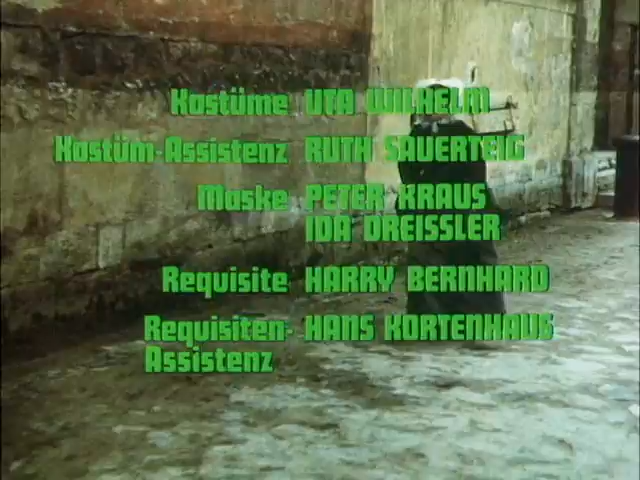 Kostüme UTA WILHELM
Kostüm-Assistenz RUTH SAUERTEIG
Maske PETER KRAUS
IDA DREISSLER
Requisite HARRY BERNHARD
Requisiten- HANS KORTENHAUS
Assistenz